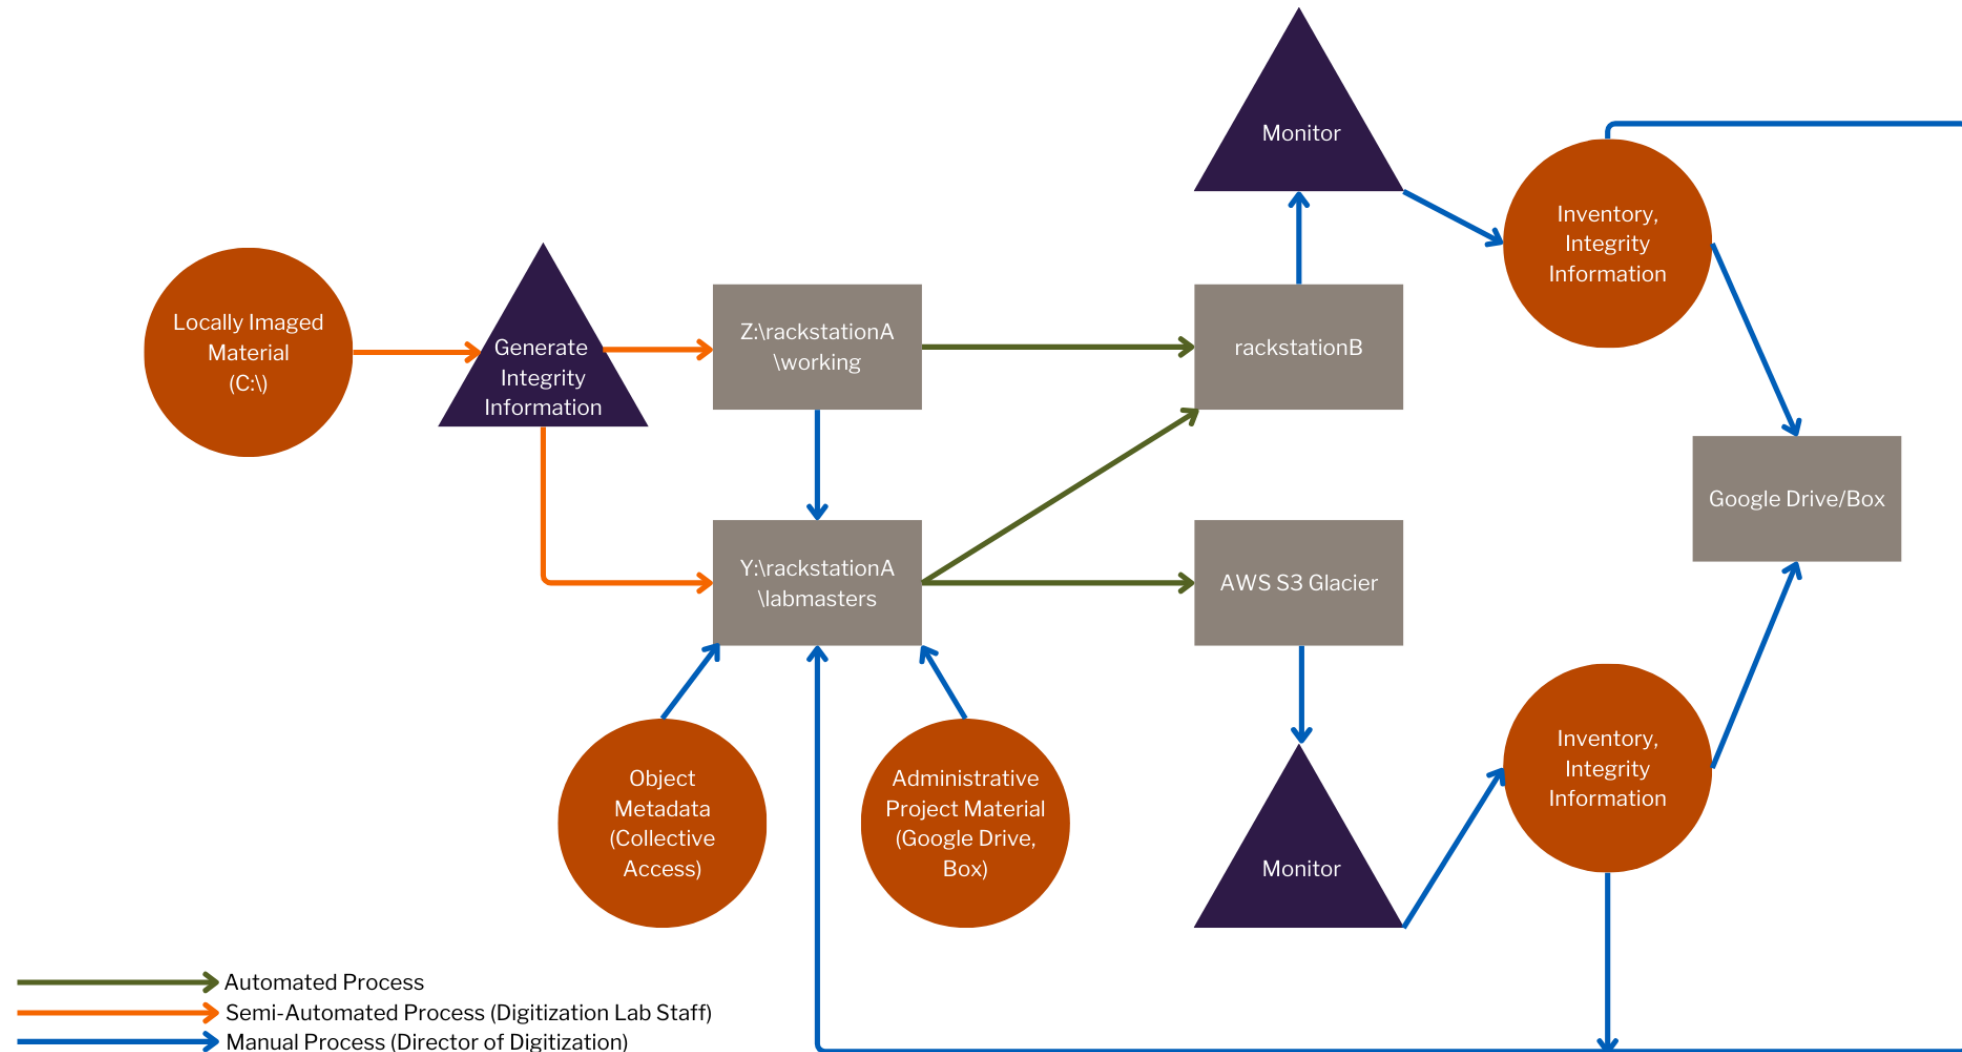 Monitor
Inventory,
Integrity
Information
Locally Imaged
Material
(C:\)
Generate
Integrity
Information
Z:\rackstationA
\working
rackstationB
Google Drive/Box
Y:\rackstationA
\labmasters
AWS S3 Glacier
Object
Metadata
(Collective
Access)
Administrative
Project Material
(Google Drive,
Box)
Monitor
Inventory,
Integrity
Information
Automated Process
Semi-Automated Process (Digitization Lab Staff)
Manual Process (Director of Digitization)